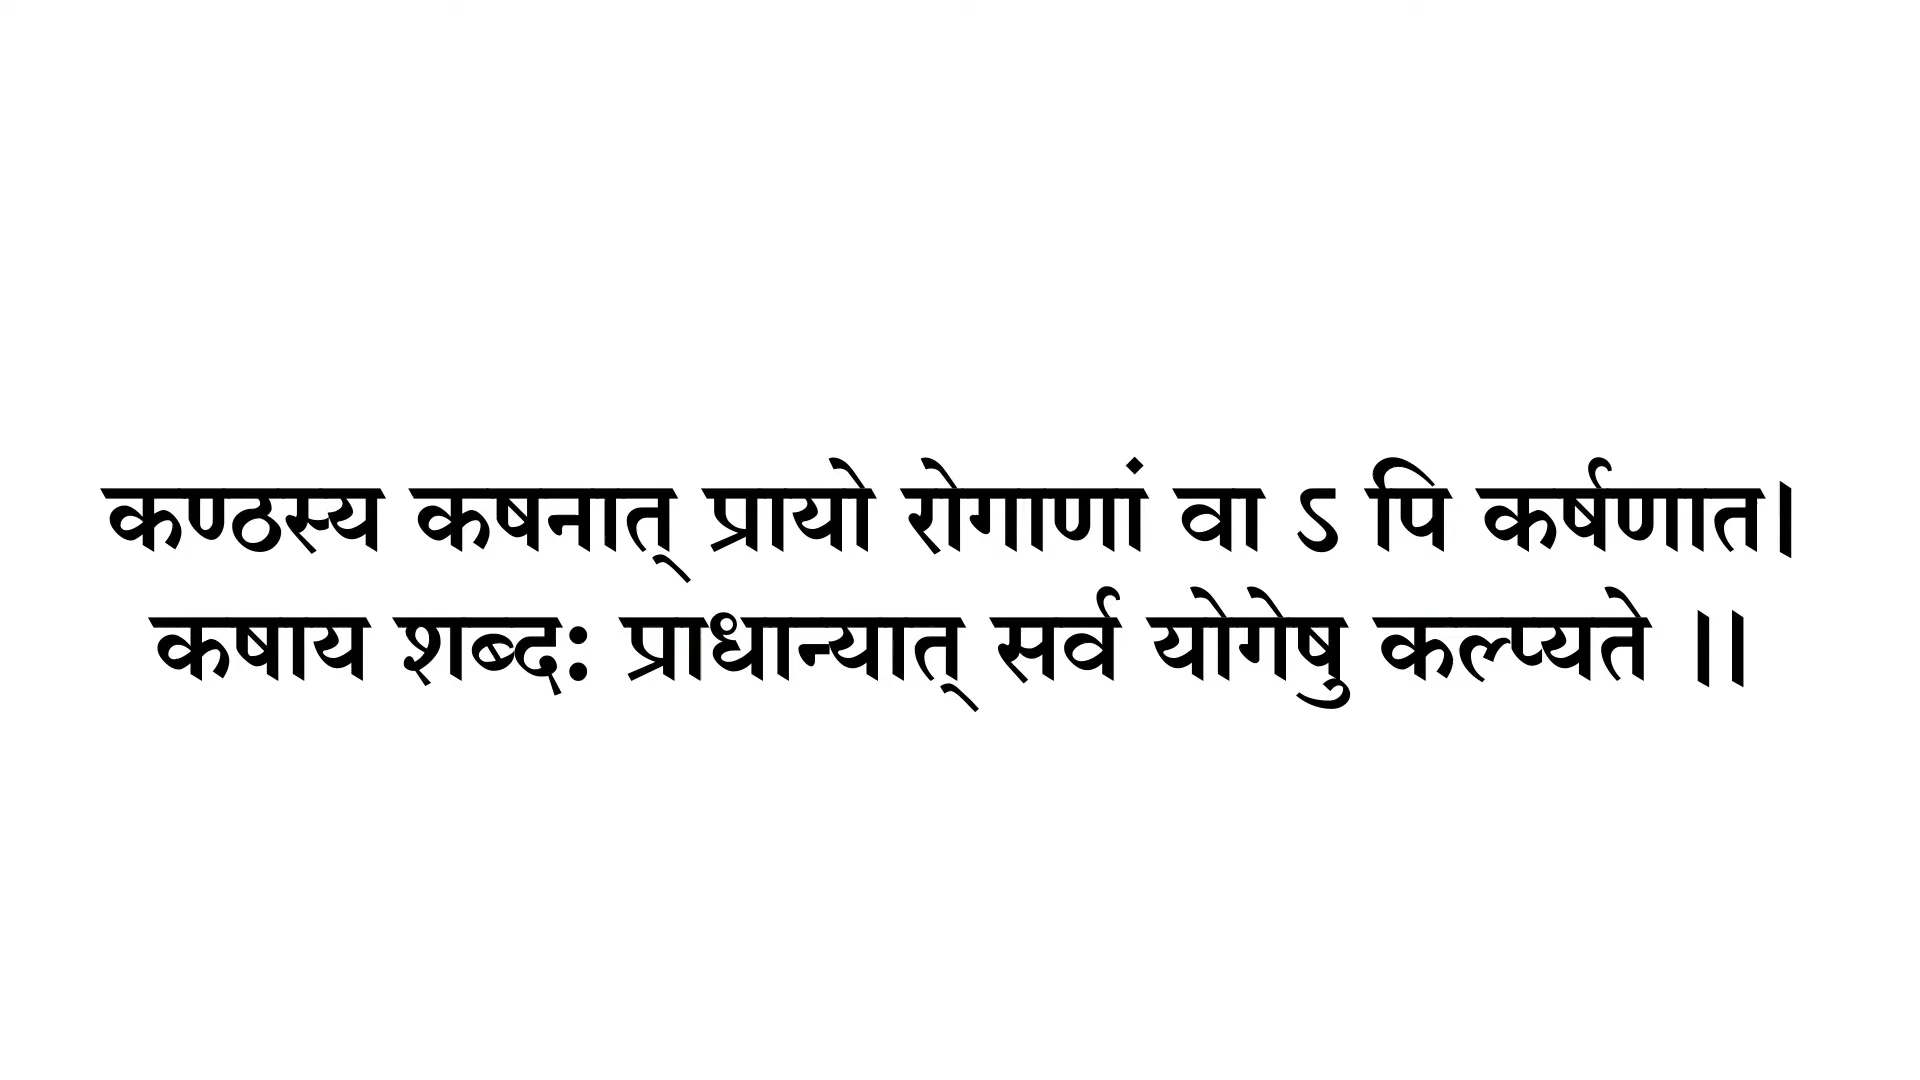 कण्ठस्य कषनात् प्रायो रोगाणां वा ऽ पि कर्षणात।
कषाय शब्द: प्राधान्यात् सर्व योगेषु कल्प्यते ।।